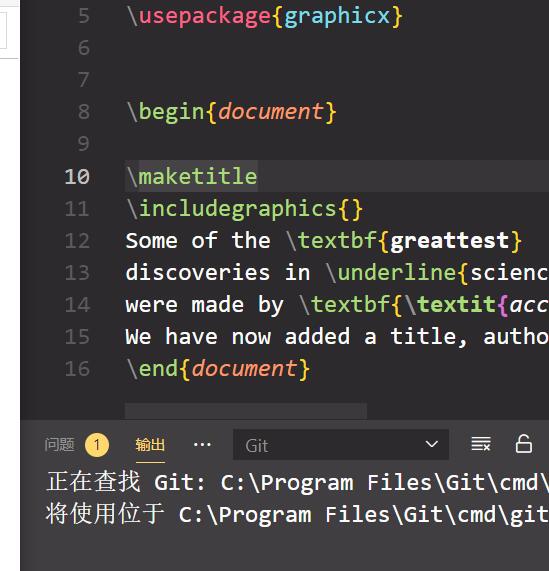 5 \usepackage{graphicx}
6
7
8 \begin{document}
9
10 \maketitle
11 \includegraphics{}
12 Some of the \textbf{greattest}
13 discoveries in \underline{scienc
14 were made by \textbf{\textit{acc
15 We have now added a title, autho
16 \end{document}
问题 1 输出 ··· Git
正在查找 Git: C:\Program Files\Git\cmd\
将使用位于 C:\Program Files\Git\cmd\git